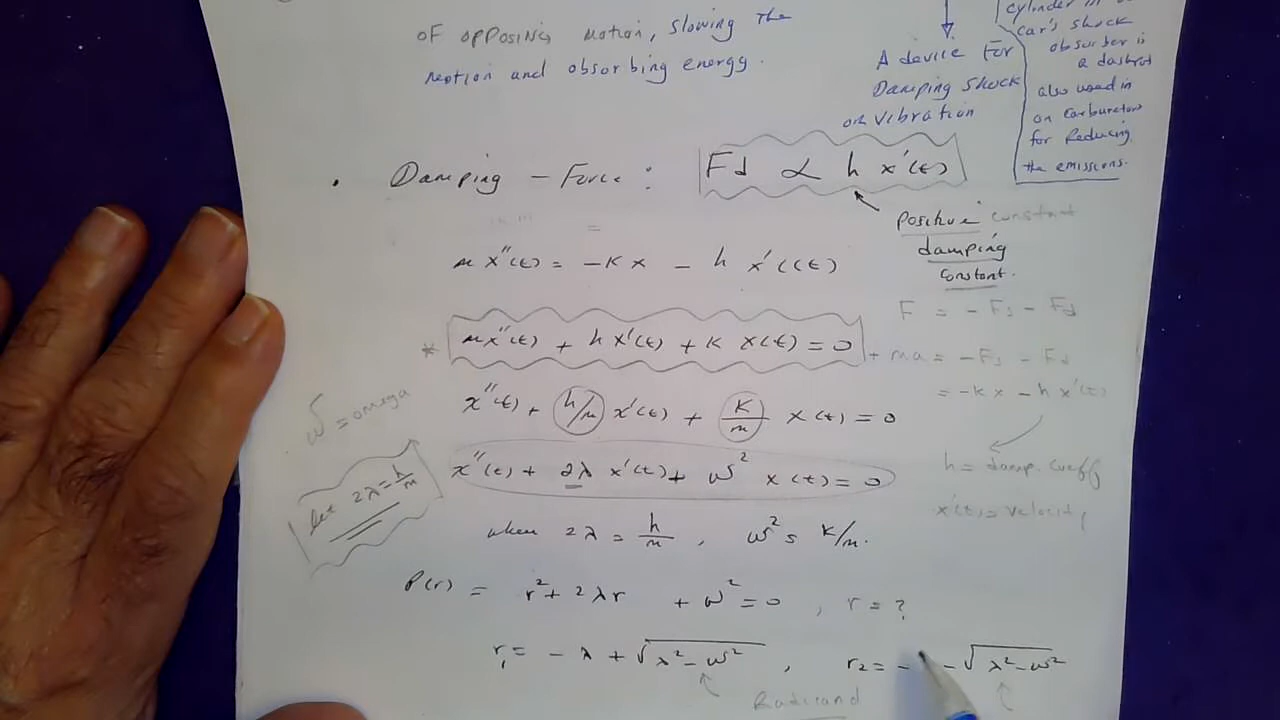 OF opposing motion, slowing The
motion and absorbing energy.
A device For
Damping Shock
or vibration
cylinder in
car's shock
obsorber is
a dashpot
also used in
on carburetors
for Reducing
the emissions.
• Damping – Force: Fd ∝ h x'(t)
positive constant
damping
constant.
m x''(t) = -K x - h x'(t)
F = - Fs - Fd
* m x''(t) + h x'(t) + K x(t) = 0
+ ma = - Fs - Fd
= -K x - h x'(t)
ω = omega
x''(t) + h/m x'(t) + K/m x(t) = 0
let 2λ = h/m
x''(t) + 2λ x'(t) + ω² x(t) = 0
h = damp. coeff
x'(t) = velocity
when 2λ = h/m , ω² = K/m.
P(r) = r² + 2λr + ω² = 0 , r = ?
r₁ = - λ + √λ² - ω² , r₂ = - - √λ² - ω²
Radicand